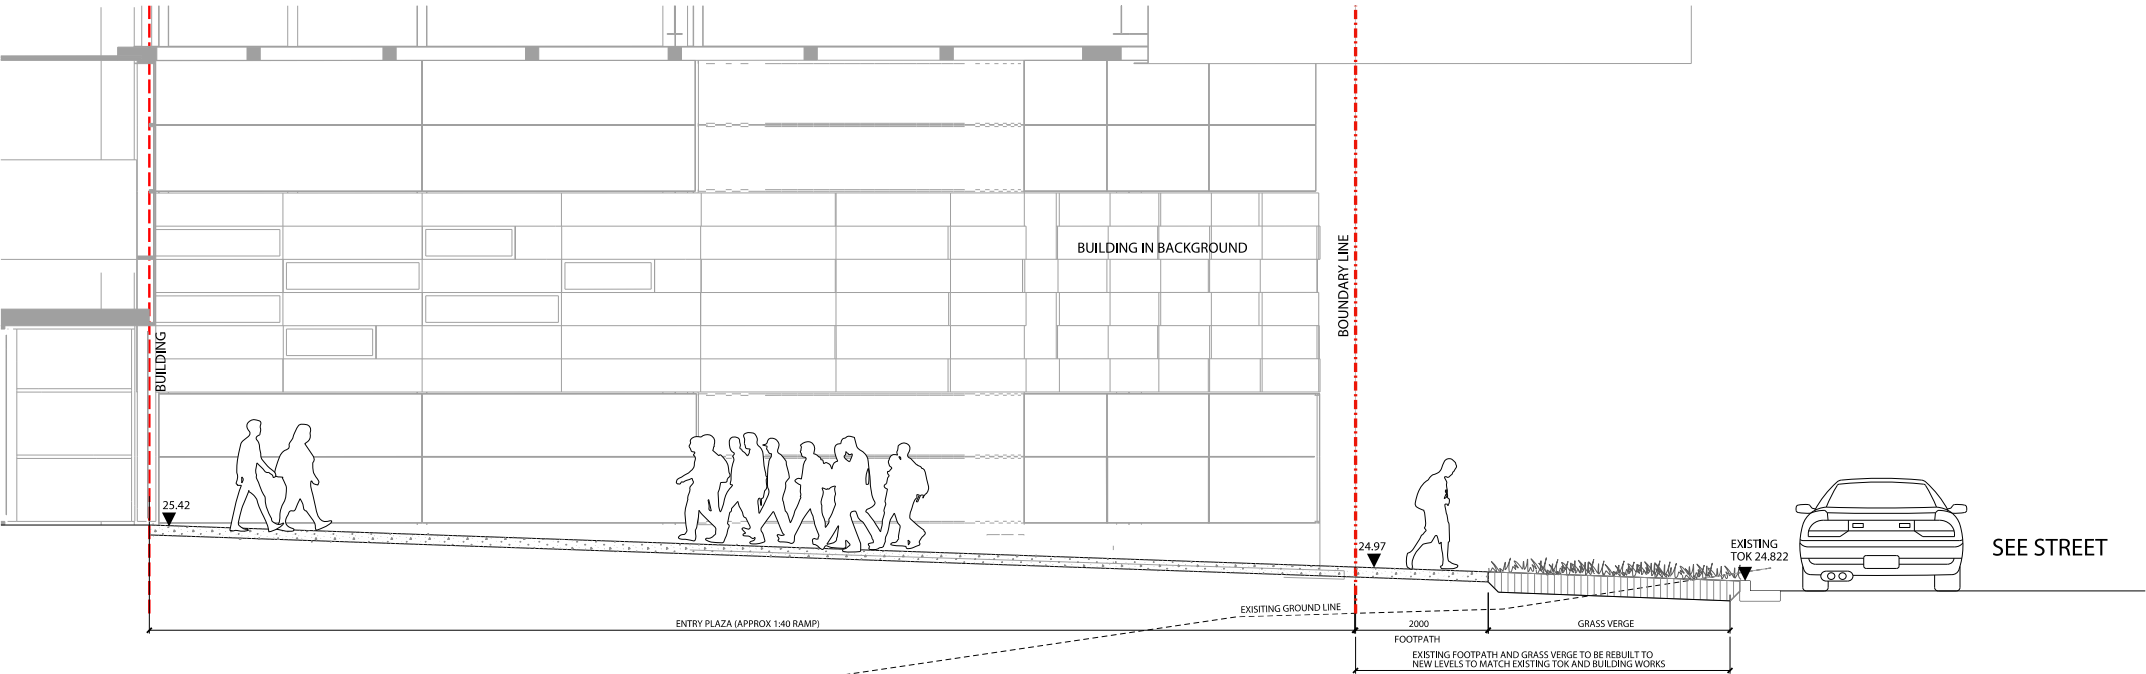 BUILDING IN BACKGROUND
BOUNDARY LINE
BUILDING
25.42
24.97
EXISTING
TOK 24.822
SEE STREET
EXISITING GROUND LINE
ENTRY PLAZA (APPROX 1:40 RAMP)
2000
GRASS VERGE
FOOTPATH
EXISTING FOOTPATH AND GRASS VERGE TO BE REBUILT TO
NEW LEVELS TO MATCH EXISTING TOK AND BUILDING WORKS